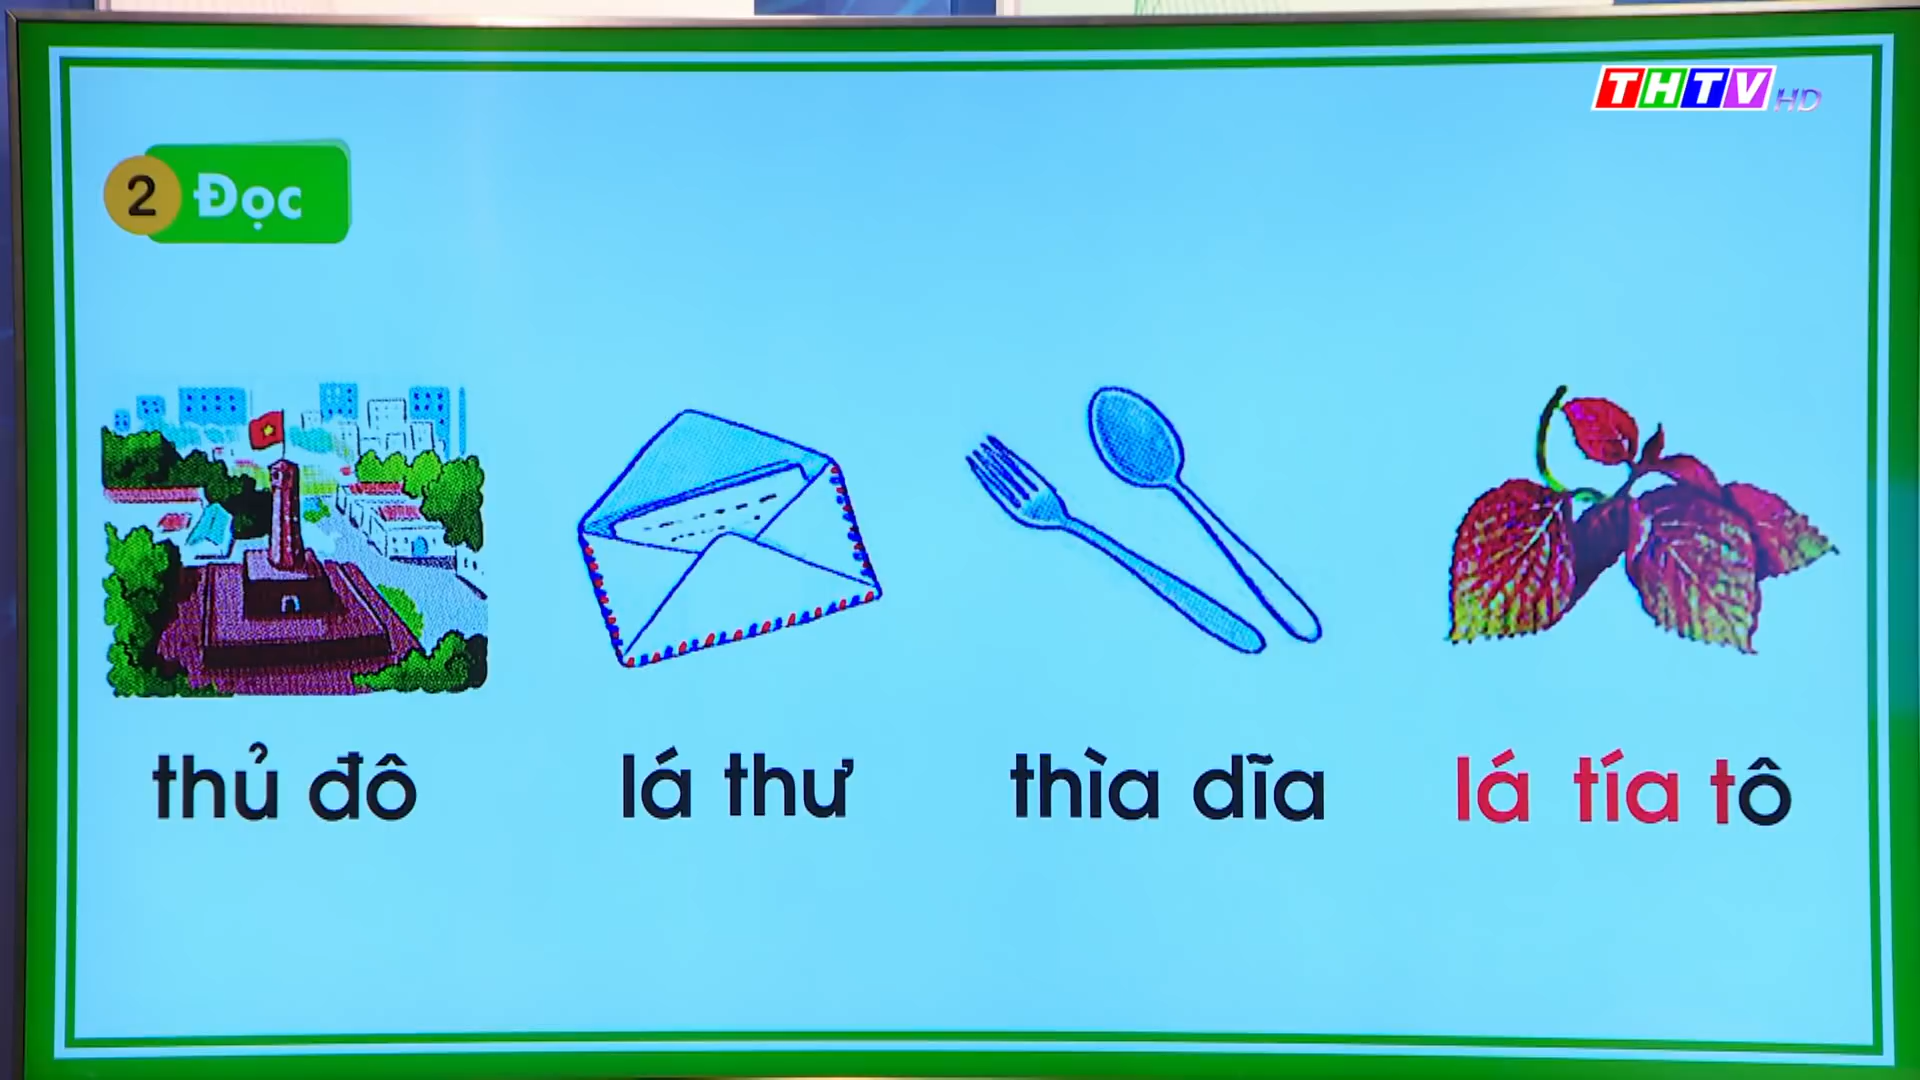 THTV HD
2 Đọc
thủ đô
lá thư
thìa dĩa
lá tía tô